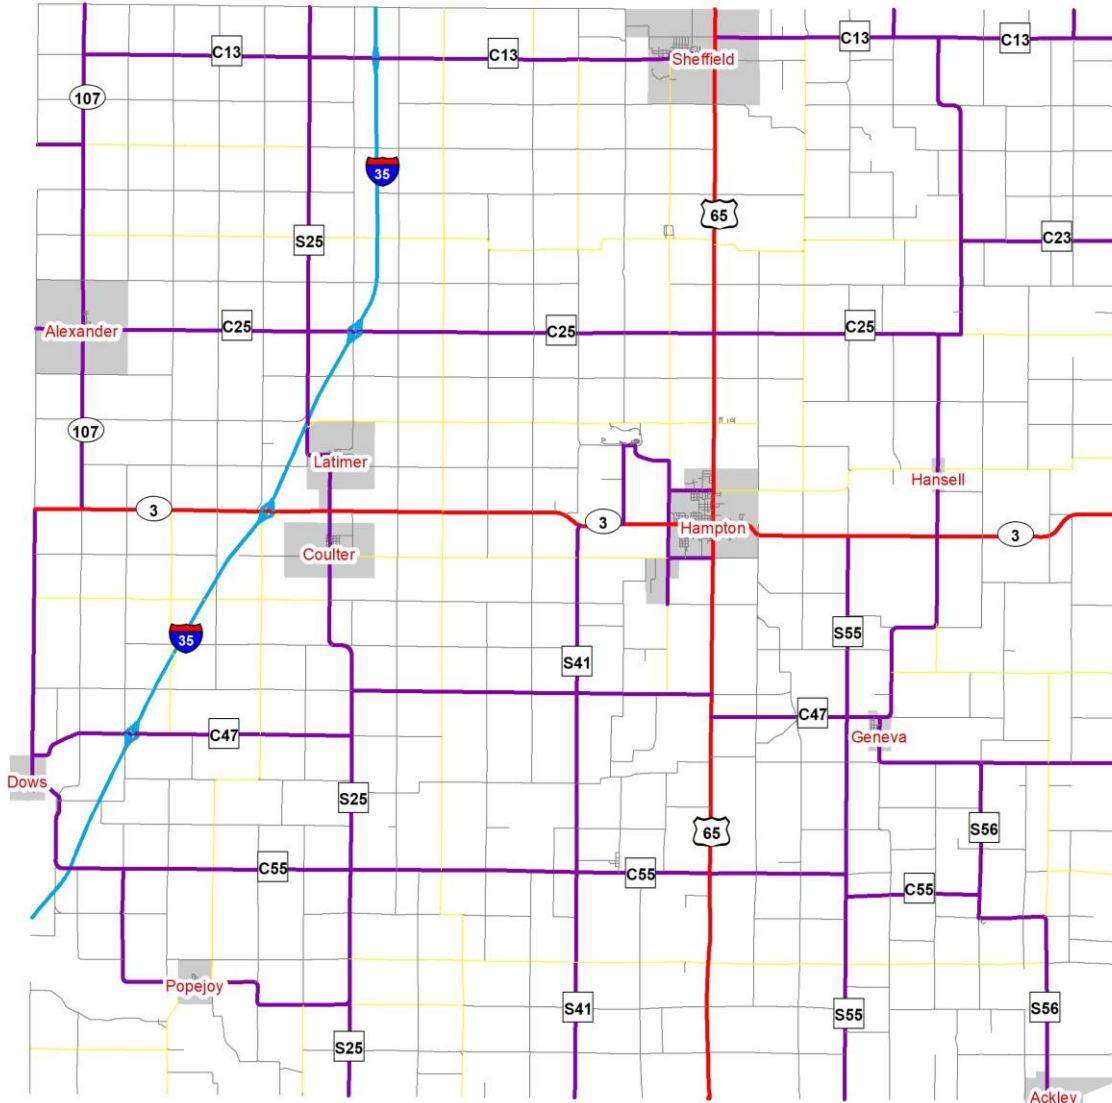 C13
C13
C13
C13
Sheffield
107
35
65
S25
C23
Alexander
C25
C25
C25
107
Latimer
Hansell
3
3
Hampton
3
Coulter
35
S55
S41
C47
C47
Geneva
Dows
S25
S56
65
C55
C55
C55
Popejoy
S41
S55
S56
S25
Ackley